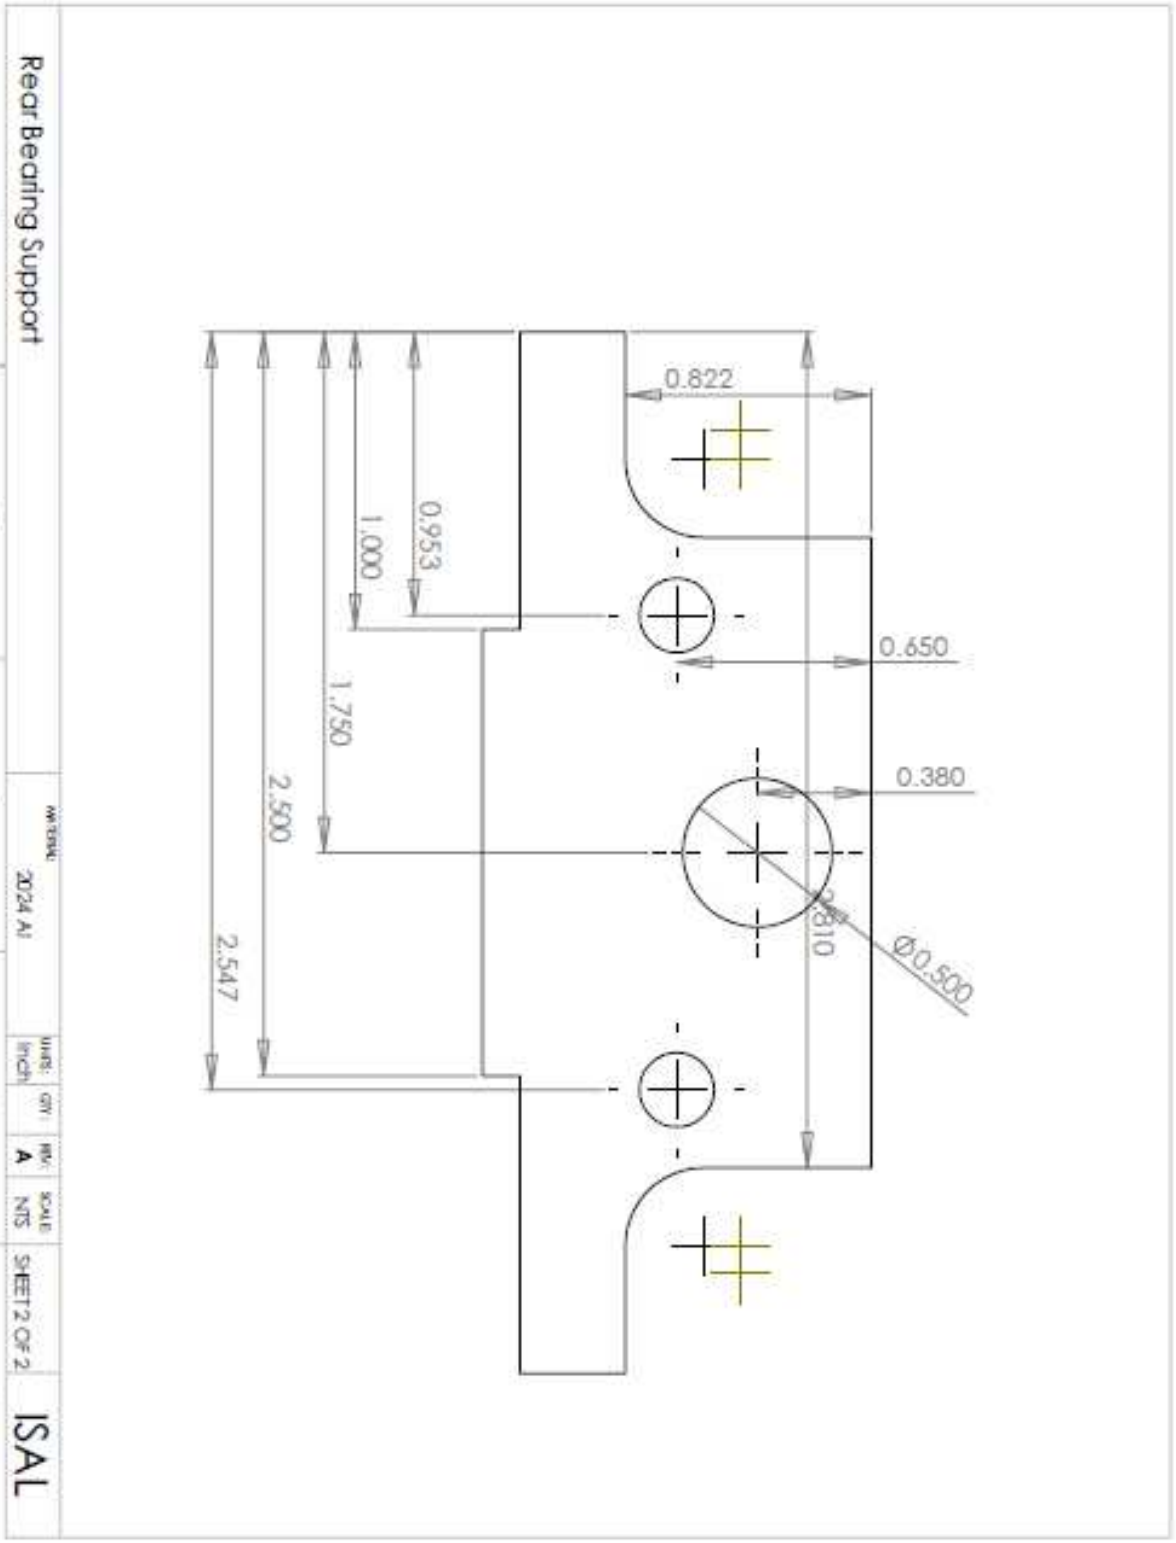 0.380
0.650
Ø0.500
2.810
0.822
0.953
1.000
1.750
2.500
2.547
Rear Bearing Support
MATERIAL:
2024 Al
UNITS:
Inch
QTY:
REV:
A
SCALE:
NTS
SHEET 2 OF 2
ISAL